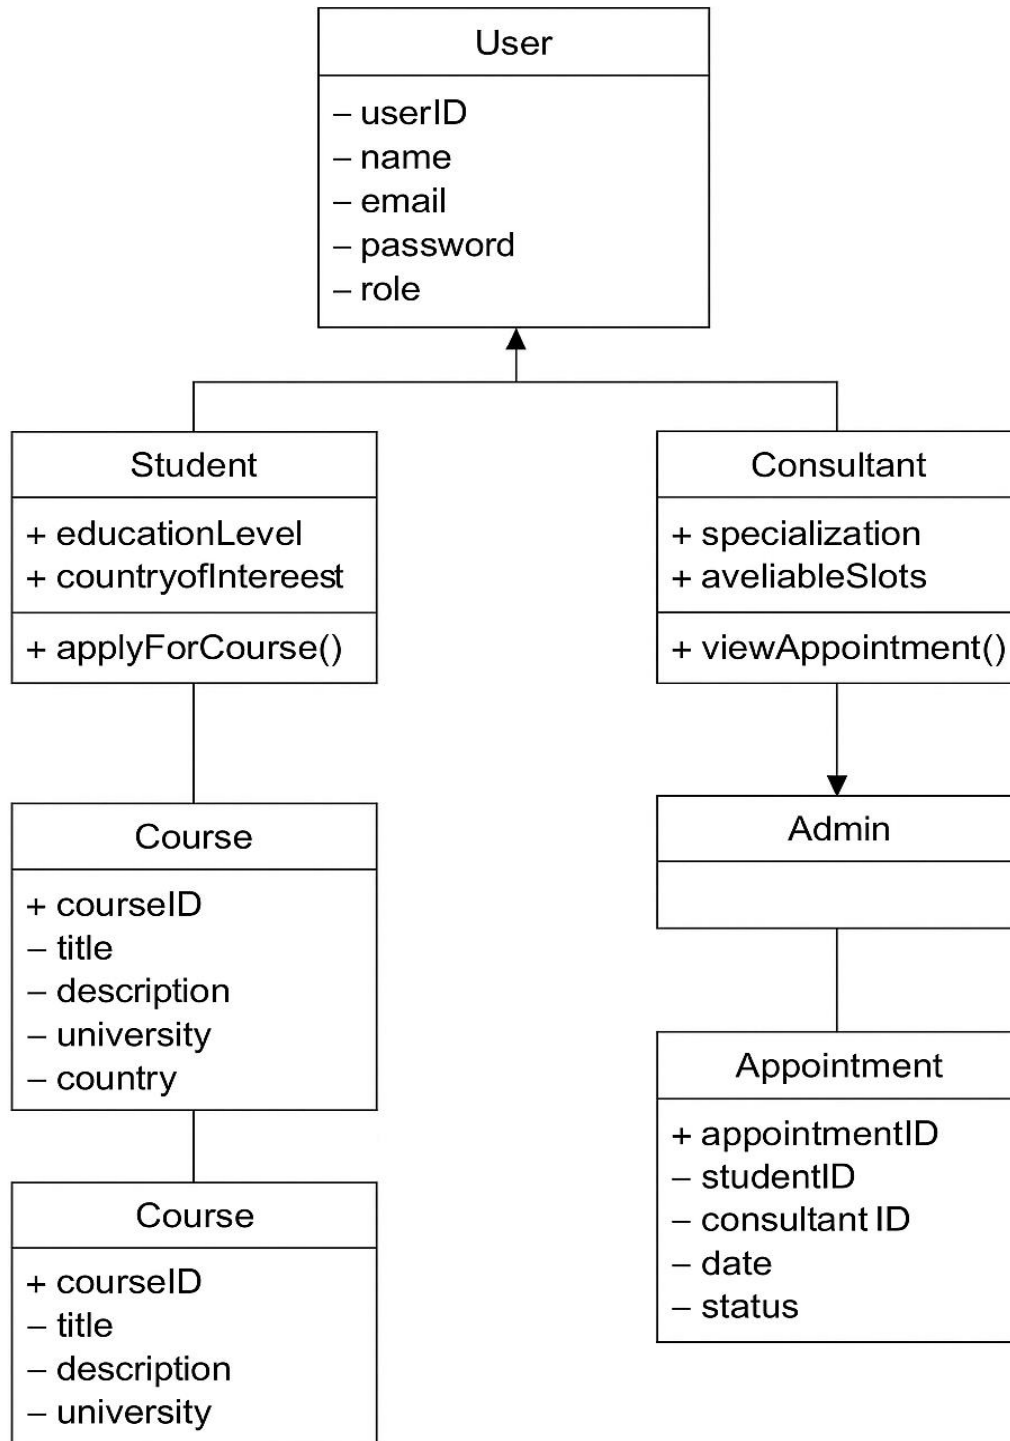 User
– userID
– name
– email
– password
– role
Student
+ educationLevel
+ countryofIntereest
+ applyForCourse()
Consultant
+ specialization
+ aveliableSlots
+ viewAppointment()
Course
+ courseID
– title
– description
– university
– country
Admin
Appointment
+ appointmentID
– studentID
– consultant ID
– date
– status
Course
+ courseID
– title
– description
– university